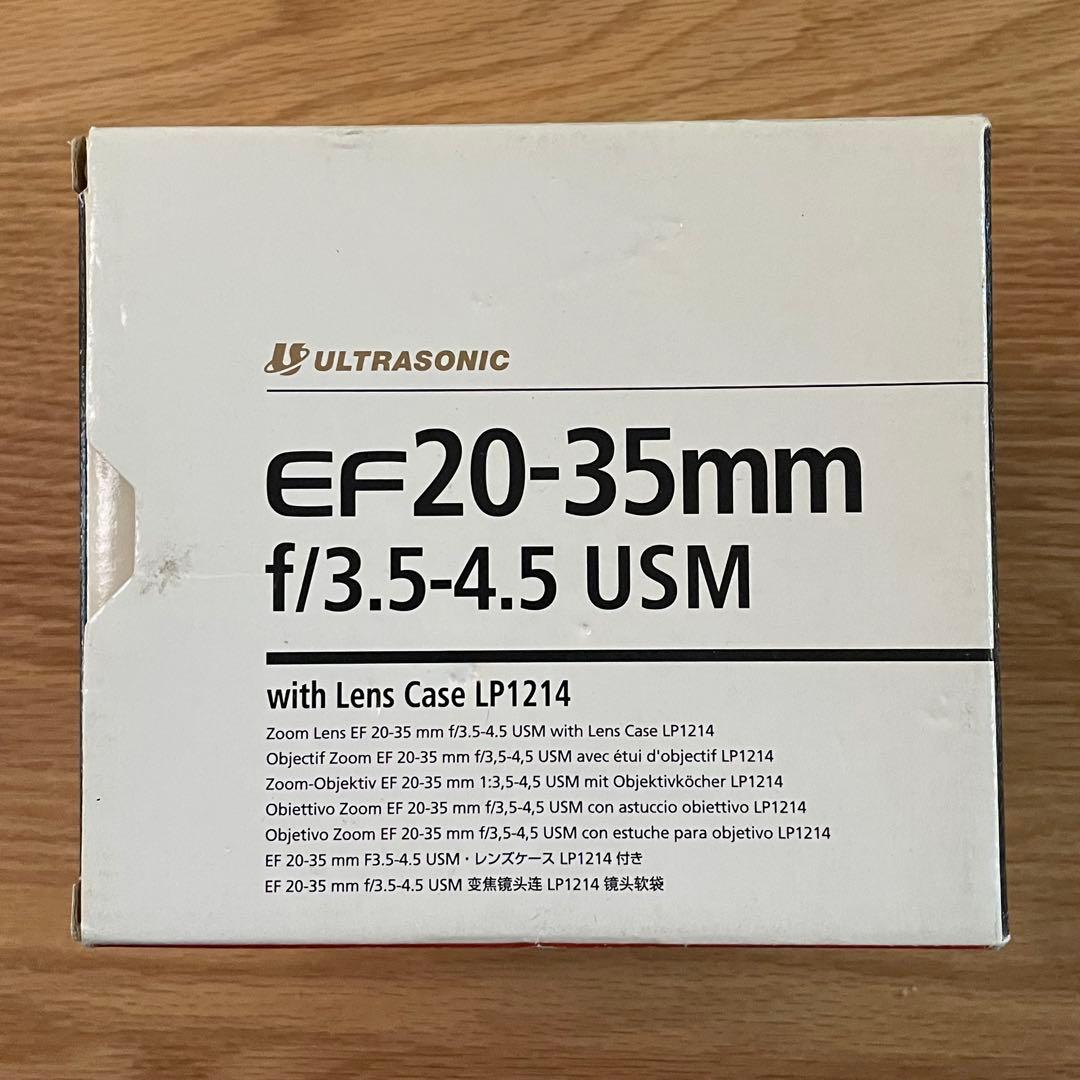 US ULTRASONIC
EF20-35mm
f/3.5-4.5 USM
with Lens Case LP1214
Zoom Lens EF 20-35 mm f/3.5-4.5 USM with Lens Case LP1214
Objectif Zoom EF 20-35 mm f/3,5-4,5 USM avec étui d'objectif LP1214
Zoom-Objektiv EF 20-35 mm 1:3,5-4,5 USM mit Objektivköcher LP1214
Obiettivo Zoom EF 20-35 mm f/3,5-4,5 USM con astuccio obiettivo LP1214
Objetivo Zoom EF 20-35 mm f/3,5-4,5 USM con estuche para objetivo LP1214
EF 20-35 mm F3.5-4.5 USM・レンズケース LP1214 付き
EF 20-35 mm f/3.5-4.5 USM 变焦镜头连 LP1214 镜头软袋